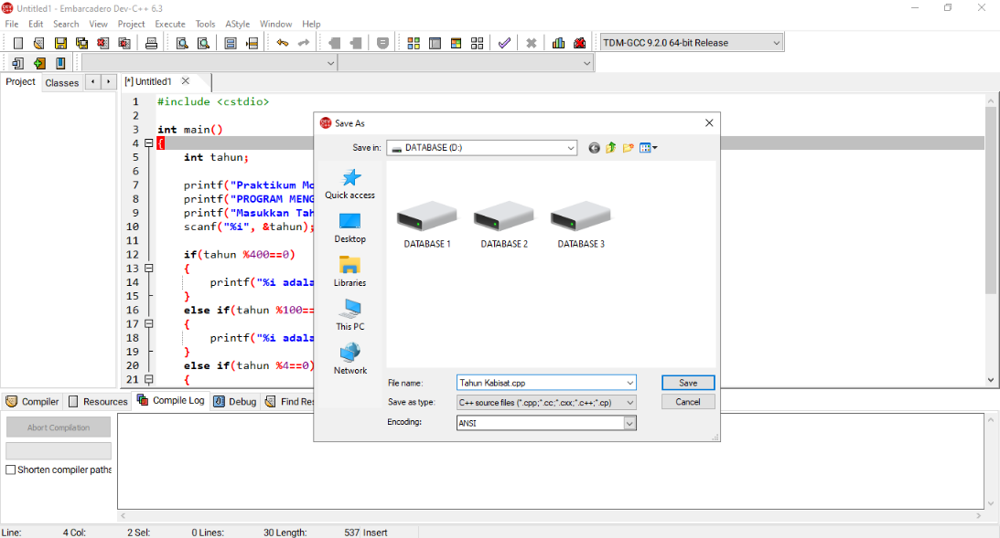 Untitled1 - Embarcadero Dev-C++ 6.3
File Edit Search View Project Execute Tools AStyle Window Help
TDM-GCC 9.2.0 64-bit Release
Project Classes
[*] Untitled1
1 #include <cstdio>
2
3 int main()
4 {
5 int tahun;
6
7 printf("Praktikum Mo
8 printf("PROGRAM MENG
9 printf("Masukkan Tah
10 scanf("%i", &tahun);
11
12 if(tahun %400==0)
13 {
14 printf("%i adala
15 }
16 else if(tahun %100==
17 {
18 printf("%i adala
19 }
20 else if(tahun %4==0)
21 {
Save As
Save in: DATABASE (D:)
Quick access
Desktop
Libraries
This PC
Network
DATABASE 1 DATABASE 2 DATABASE 3
File name: Tahun Kabisat.cpp Save
Save as type: C++ source files (*.cpp;*.cc;*.cxx;*.c++;*.cp) Cancel
Encoding: ANSI
Compiler Resources Compile Log Debug Find Res
Abort Compilation
Shorten compiler paths
Line: 4 Col: 2 Sel: 0 Lines: 30 Length: 537 Insert